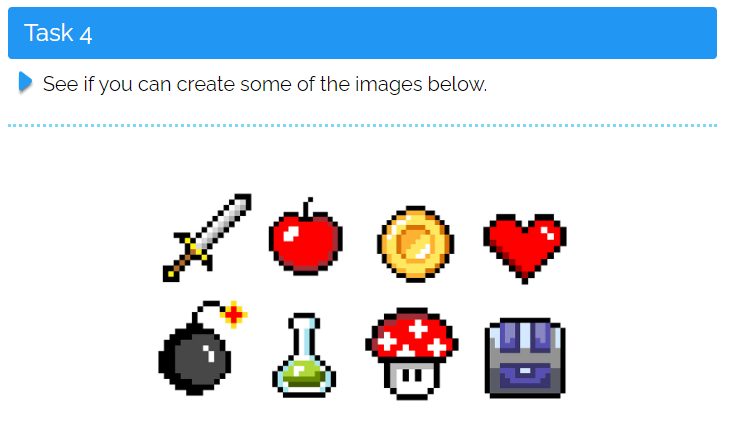 Task 4
See if you can create some of the images below.